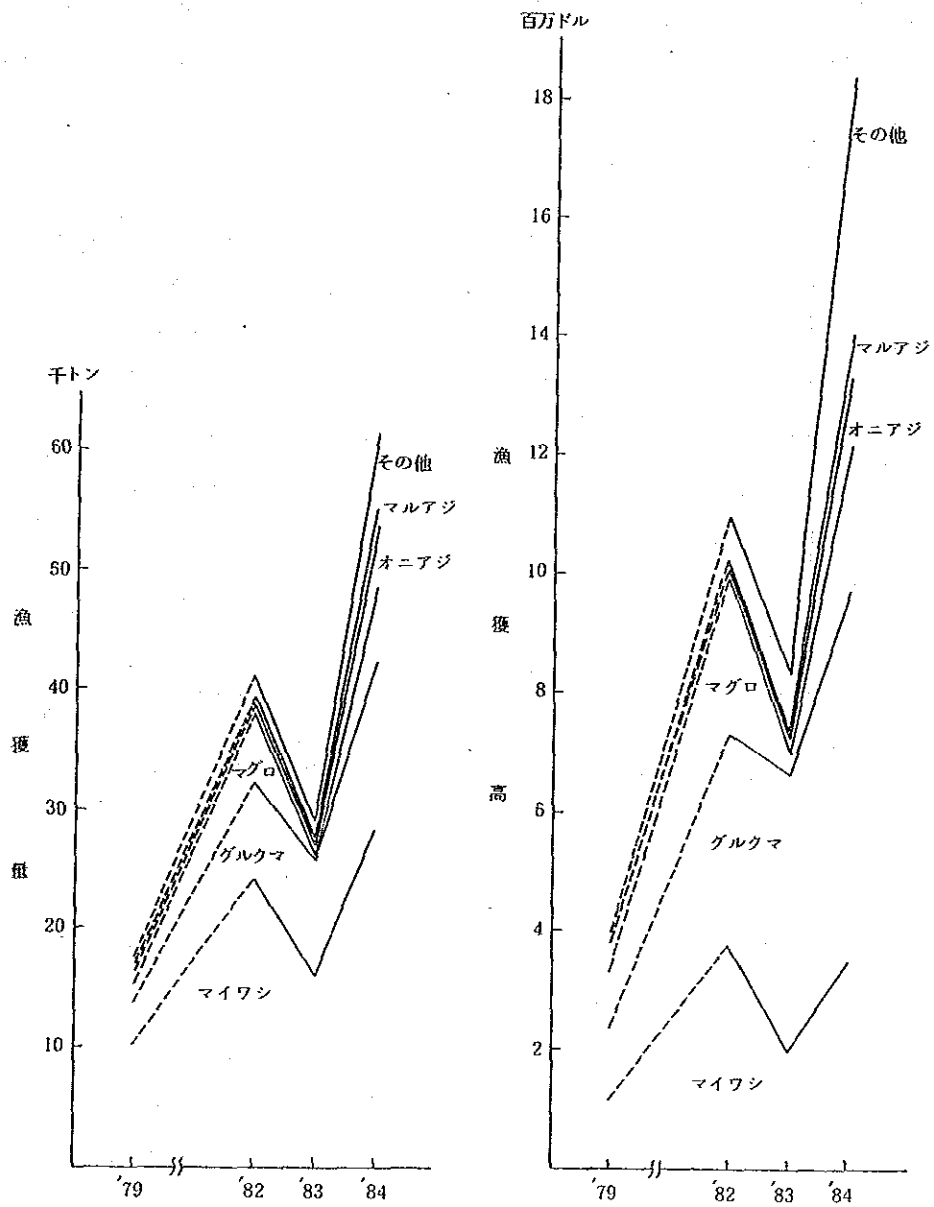 千トン
60
50
40
30
20
10
漁
獲
量
その他
マルアジ
オニアジ
マグロ
グルクマ
マイワシ
'79
'82
'83
'84
百万ドル
18
16
14
12
10
8
6
4
2
漁
獲
高
その他
マルアジ
オニアジ
マグロ
グルクマ
マイワシ
'79
'82
'83
'84